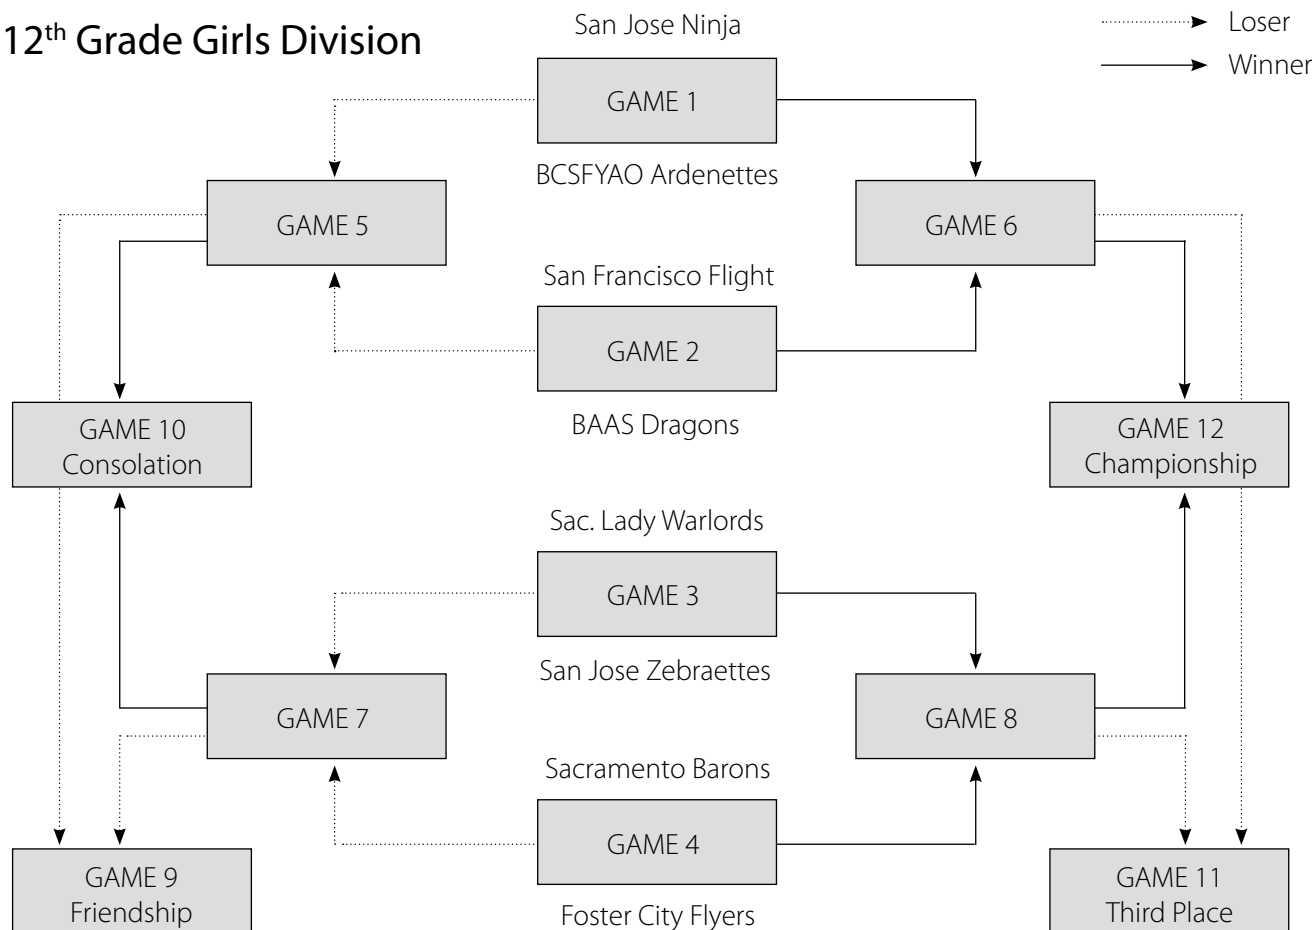 12th Grade Girls Division
San Jose Ninja
Loser
Winner
GAME 1
BCSFYAO Ardenettes
GAME 5
GAME 6
San Francisco Flight
GAME 2
BAAS Dragons
GAME 10
Consolation
GAME 12
Championship
Sac. Lady Warlords
GAME 3
San Jose Zebraettes
GAME 7
GAME 8
Sacramento Barons
GAME 4
Foster City Flyers
GAME 9
Friendship
GAME 11
Third Place